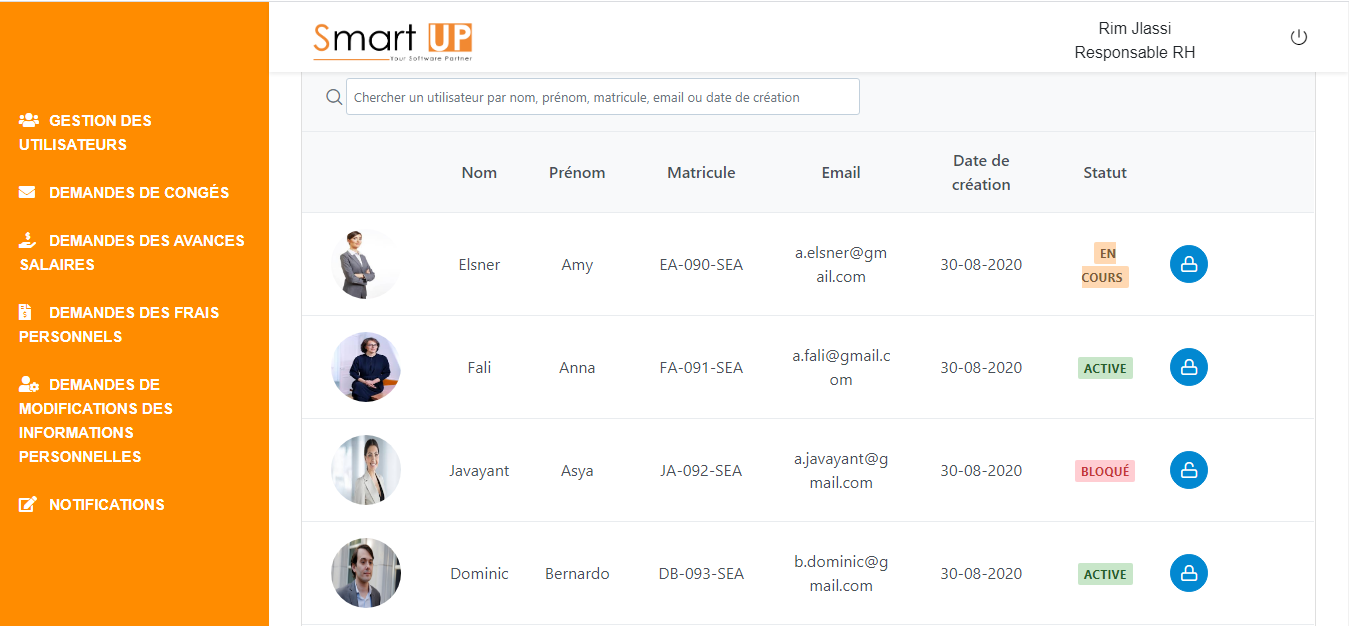 Smart UP
Your Software Partner
Rim Jlassi
Responsable RH
GESTION DES
UTILISATEURS
DEMANDES DE CONGÉS
DEMANDES DES AVANCES
SALAIRES
DEMANDES DES FRAIS
PERSONNELS
DEMANDES DE
MODIFICATIONS DES
INFORMATIONS
PERSONNELLES
NOTIFICATIONS
Chercher un utilisateur par nom, prénom, matricule, email ou date de création
Nom Prénom Matricule Email Date de
création Statut
Elsner Amy EA-090-SEA a.elsner@gm
ail.com 30-08-2020 EN
COURS
Fali Anna FA-091-SEA a.fali@gmail.c
om 30-08-2020 ACTIVE
Javayant Asya JA-092-SEA a.javayant@g
mail.com 30-08-2020 BLOQUÉ
Dominic Bernardo DB-093-SEA b.dominic@g
mail.com 30-08-2020 ACTIVE